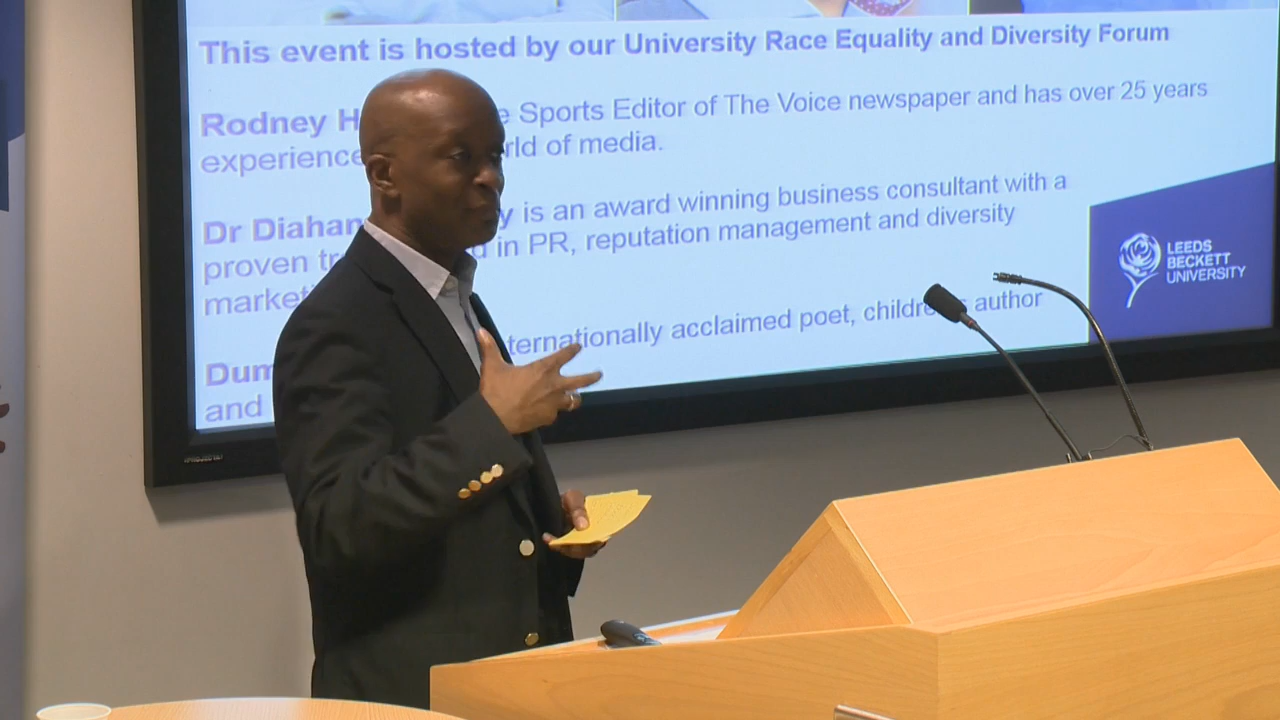 This event is hosted by our University Race Equality and Diversity Forum
Rodney H e Sports Editor of The Voice newspaper and has over 25 years
experience rld of media.
Dr Diahan y is an award winning business consultant with a
proven tr d in PR, reputation management and diversity
marketi
Dum ternationally acclaimed poet, children's author
and
LEEDS
BECKETT
UNIVERSITY